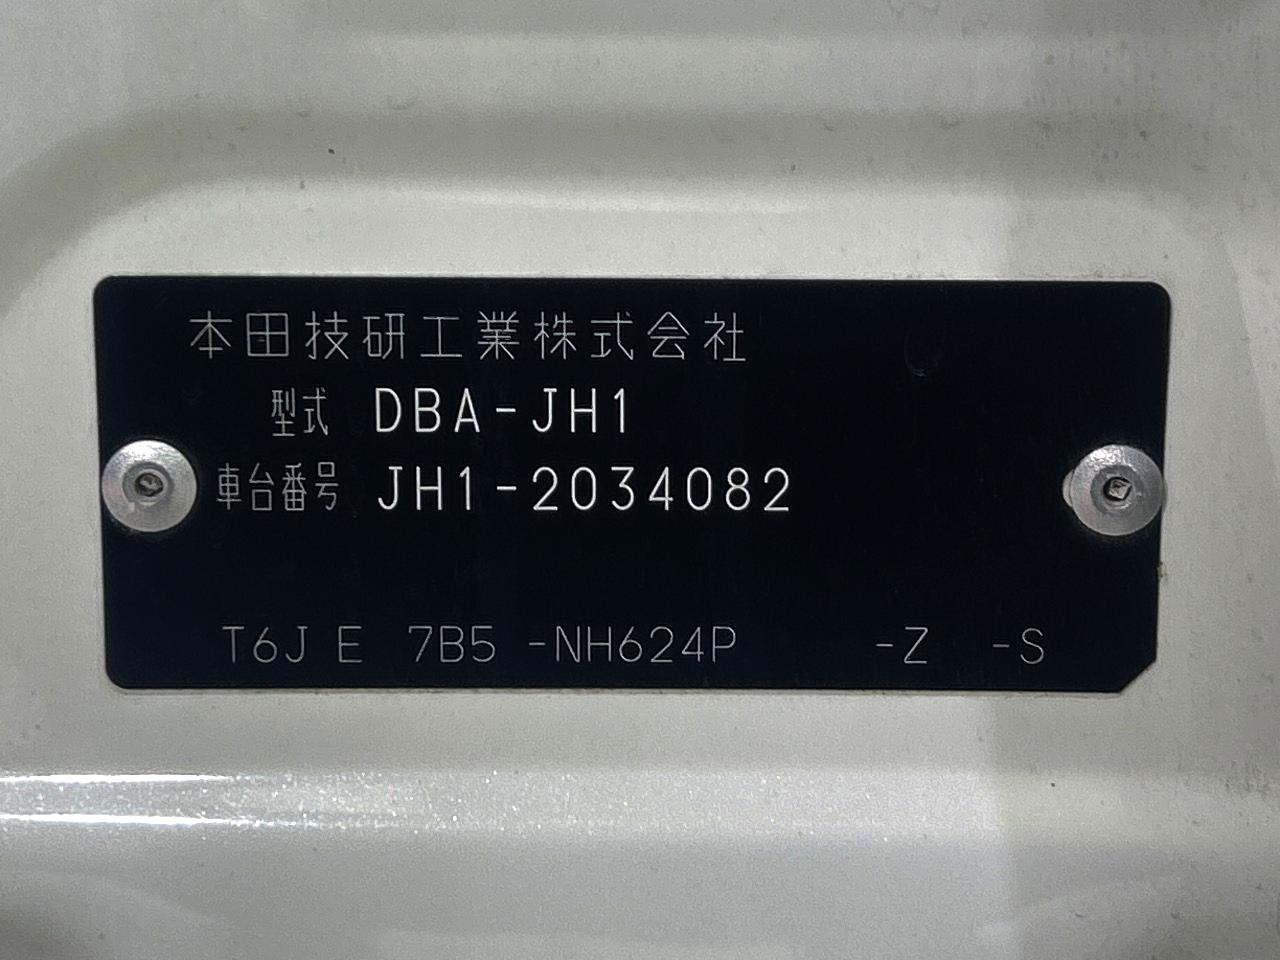 本田技研工業株式会社
型式 DBA-JH1
車台番号 JH1-2034082
T6J E 7B5 -NH624P -Z -S